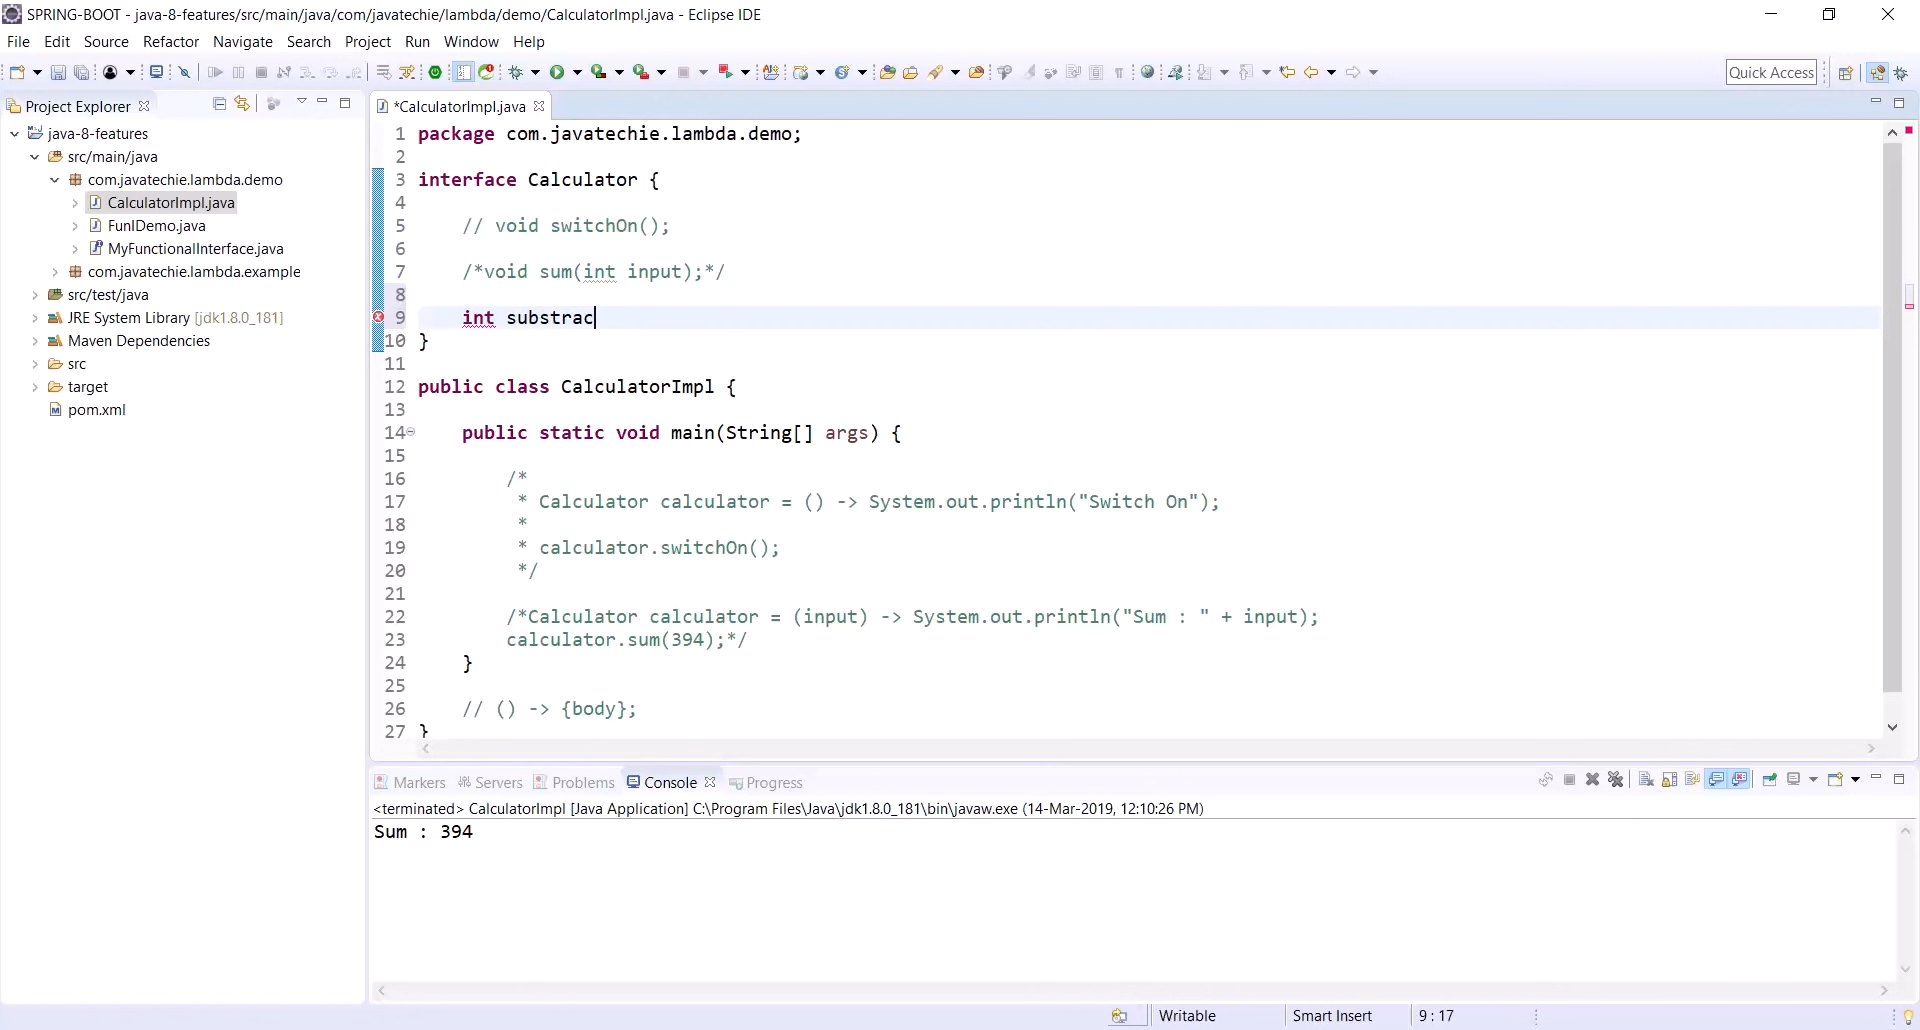 SPRING-BOOT - java-8-features/src/main/java/com/javatechie/lambda/demo/CalculatorImpl.java - Eclipse IDE
File Edit Source Refactor Navigate Search Project Run Window Help
Quick Access
Project Explorer
java-8-features
src/main/java
com.javatechie.lambda.demo
CalculatorImpl.java
FunIDemo.java
MyFunctionalInterface.java
com.javatechie.lambda.example
src/test/java
JRE System Library [jdk1.8.0_181]
Maven Dependencies
src
target
pom.xml
*CalculatorImpl.java
1 package com.javatechie.lambda.demo;
2
3 interface Calculator {
4
5 // void switchOn();
6
7 /*void sum(int input);*/
8
9 int substrac
10 }
11
12 public class CalculatorImpl {
13
14 public static void main(String[] args) {
15
16 /*
17 * Calculator calculator = () -> System.out.println("Switch On");
18 *
19 * calculator.switchOn();
20 */
21
22 /*Calculator calculator = (input) -> System.out.println("Sum : " + input);
23 calculator.sum(394);*/
24 }
25
26 // () -> {body};
27 }
Markers Servers Problems Console Progress
<terminated> CalculatorImpl [Java Application] C:\Program Files\Java\jdk1.8.0_181\bin\javaw.exe (14-Mar-2019, 12:10:26 PM)
Sum : 394
Writable Smart Insert 9 : 17